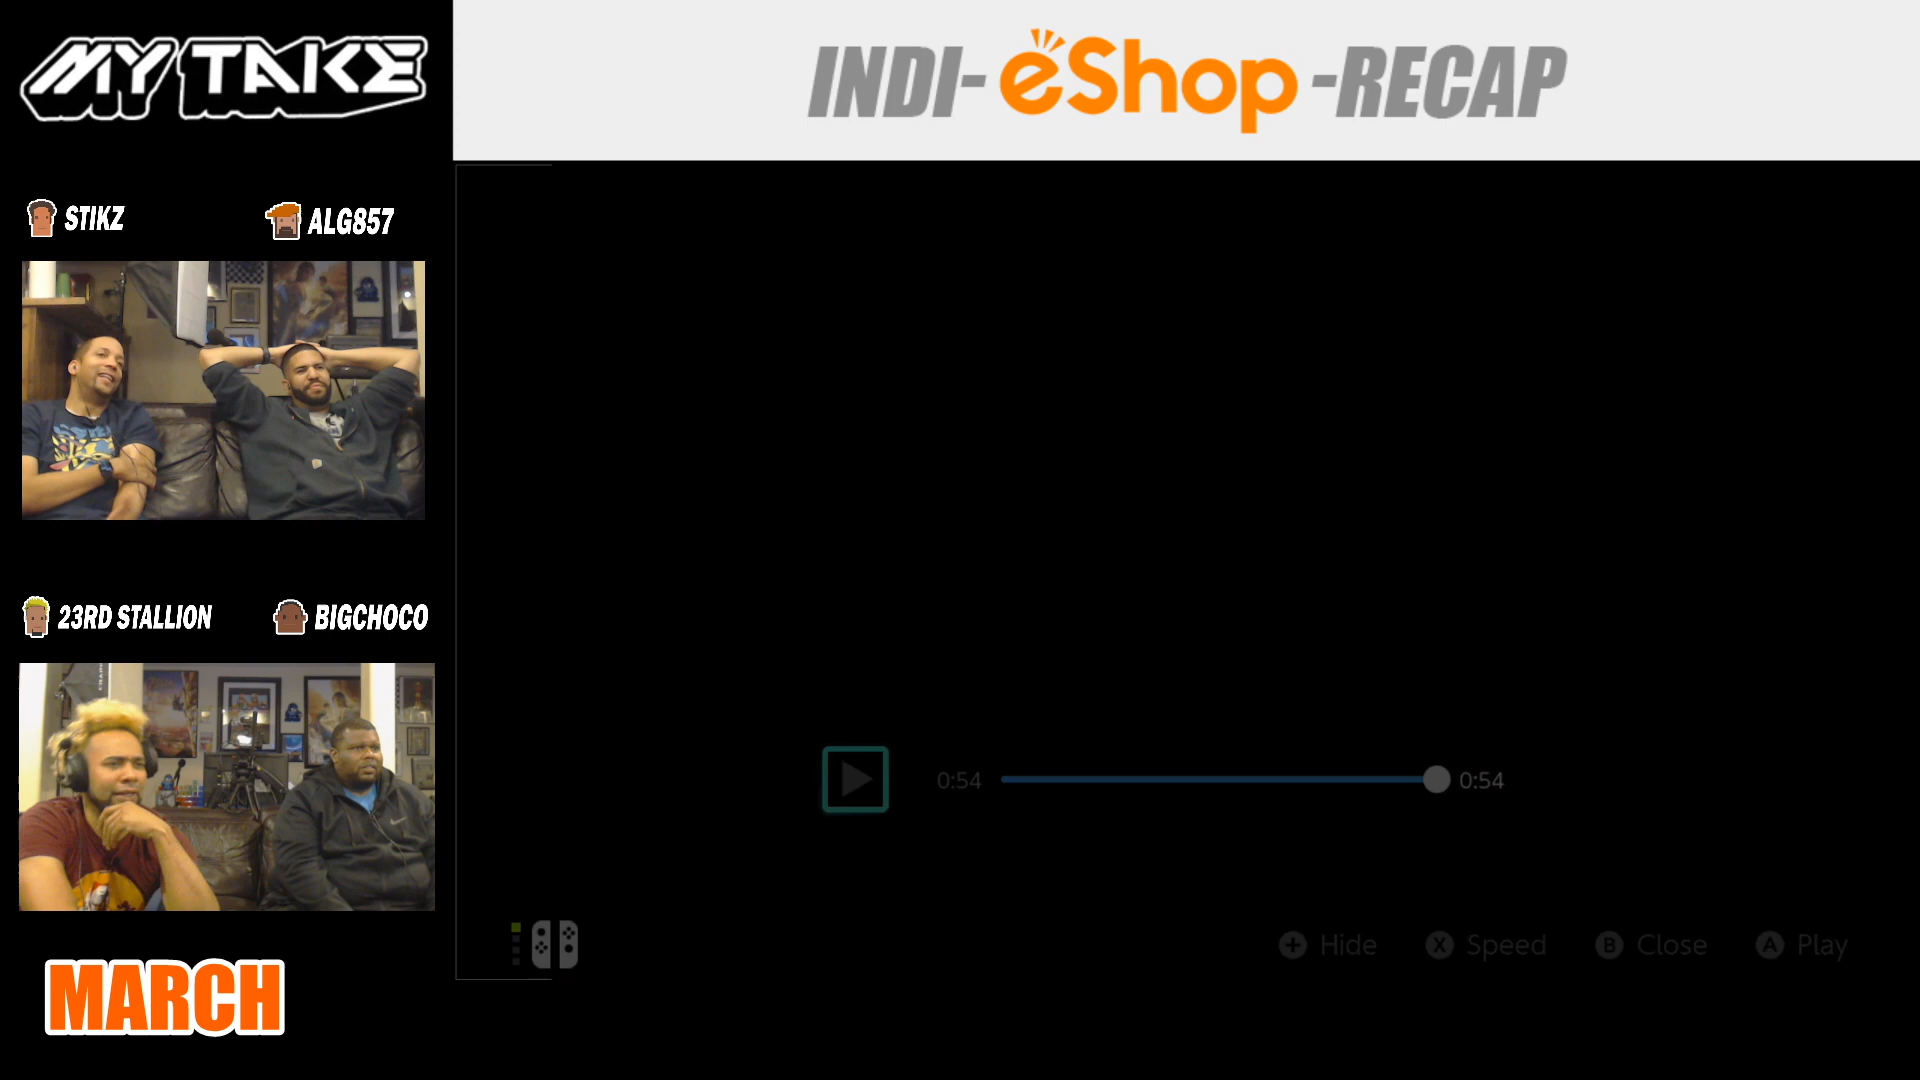 MY TAKE
INDI-eShop-RECAP
STIKZ
ALG857
23RD STALLION
BIGCHOCO
0:54
0:54
+ Hide
X Speed
B Close
A Play
MARCH